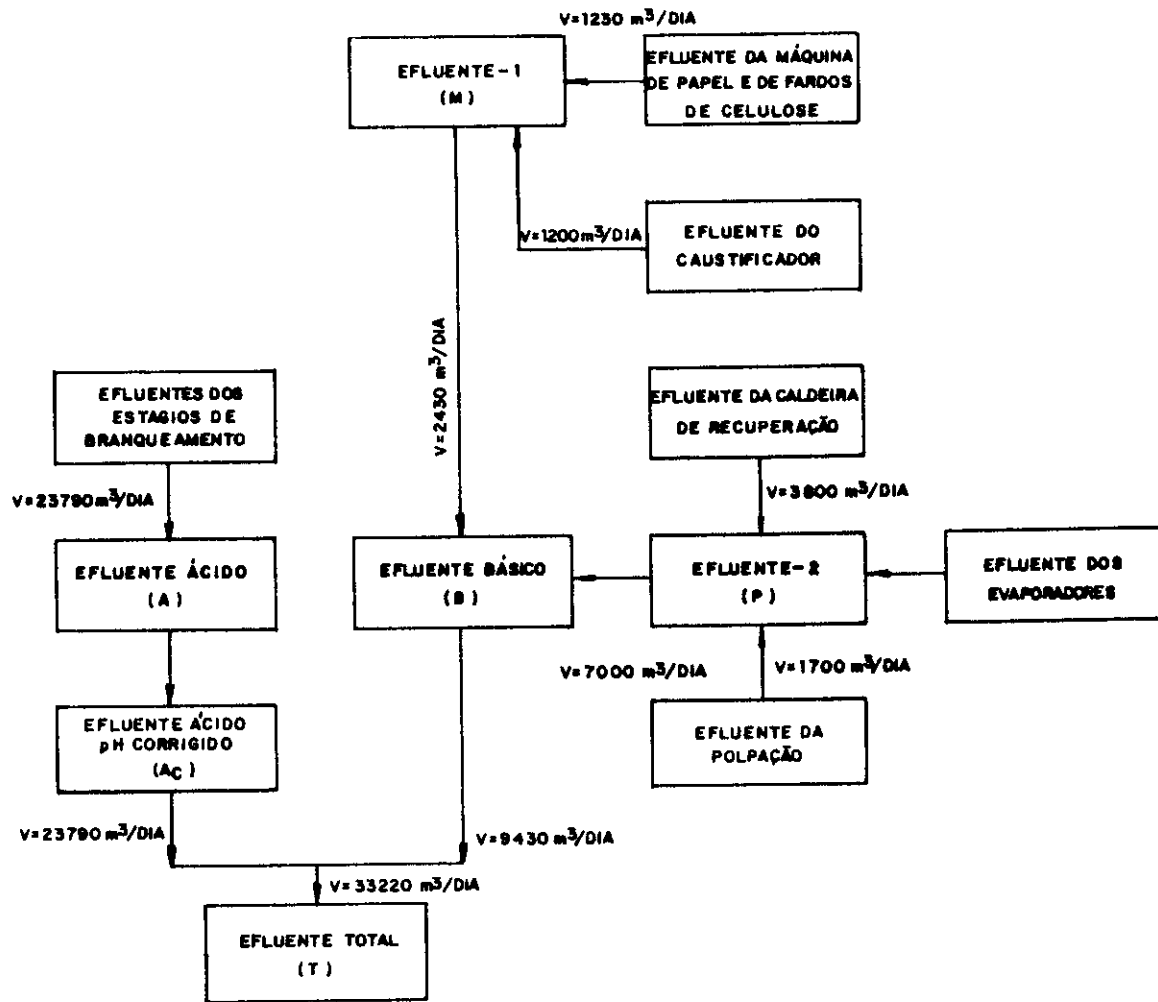 V=1230 m³/DIA
EFLUENTE-1
(M)
EFLUENTE DA MÁQUINA
DE PAPEL E DE FARDOS
DE CELULOSE
V=1200 m³/DIA
EFLUENTE DO
CAUSTIFICADOR
V=2430 m³/DIA
EFLUENTES DOS
ESTAGIOS DE
BRANQUEAMENTO
EFLUENTE DA CALDEIRA
DE RECUPERAÇÃO
V=23790 m³/DIA
V=3800 m³/DIA
EFLUENTE ÁCIDO
(A)
EFLUENTE BÁSICO
(B)
EFLUENTE-2
(P)
EFLUENTE DOS
EVAPORADORES
V=7000 m³/DIA
V=1700 m³/DIA
EFLUENTE ÁCIDO
pH CORRIGIDO
(AC)
EFLUENTE DA
POLPAÇÃO
V=23790 m³/DIA
V=9430 m³/DIA
V=33220 m³/DIA
EFLUENTE TOTAL
(T)